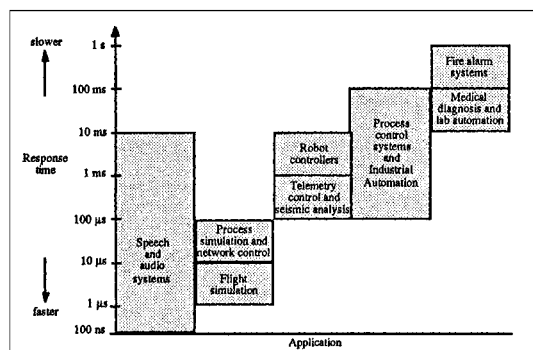 slower
1 s
Fire alarm
systems
100 ms
Medical
diagnosis and
lab automation
10 ms
Process
control
systems
and
Industrial
Automation
Robot
controllers
Response
time
1 ms
Telemetry
control and
seismic analysis
100 µs
Process
simulation and
network control
Speech
and
audio
systems
10 µs
Flight
simulation
1 µs
faster
100 ns
Application